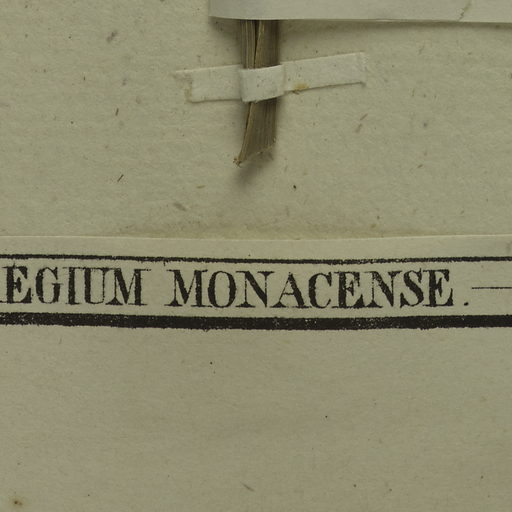 EGIUM MONACENSE. —